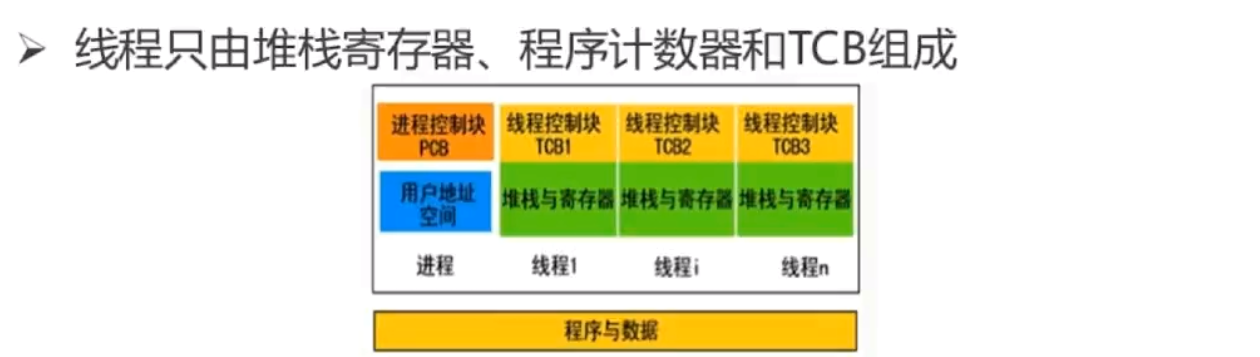 ➢ 线程只由堆栈寄存器、程序计数器和TCB组成
进程控制块 线程控制块 线程控制块 线程控制块
PCB TCB1 TCB2 TCB3
用户地址 堆栈与寄存器 堆栈与寄存器 堆栈与寄存器
空间
进程 线程1 线程i 线程n
程序与数据